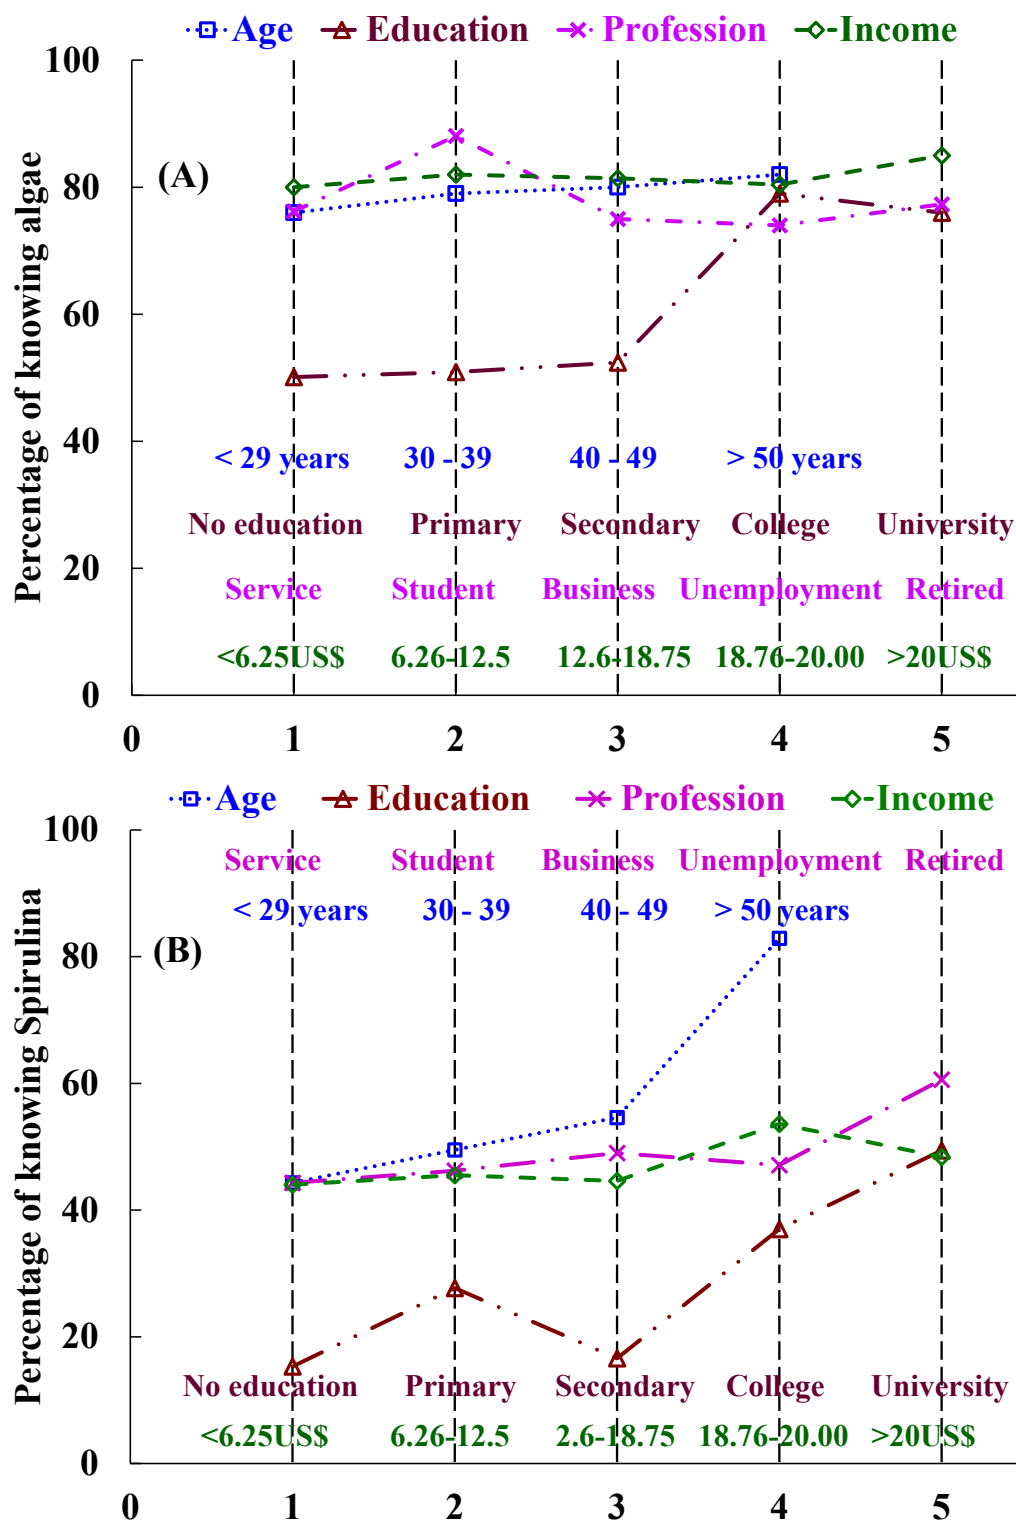 Age Education Profession Income
100
(A)
80
60
40
20
0
Percentage of knowing algae
< 29 years 30 - 39 40 - 49 > 50 years
No education Primary Secondary College University
Service Student Business Unemployment Retired
<6.25US$ 6.26-12.5 12.6-18.75 18.76-20.00 >20US$
0 1 2 3 4 5
Age Education Profession Income
100
Service Student Business Unemployment Retired
< 29 years 30 - 39 40 - 49 > 50 years
(B)
80
60
40
20
0
Percentage of knowing Spirulina
No education Primary Secondary College University
<6.25US$ 6.26-12.5 2.6-18.75 18.76-20.00 >20US$
0 1 2 3 4 5